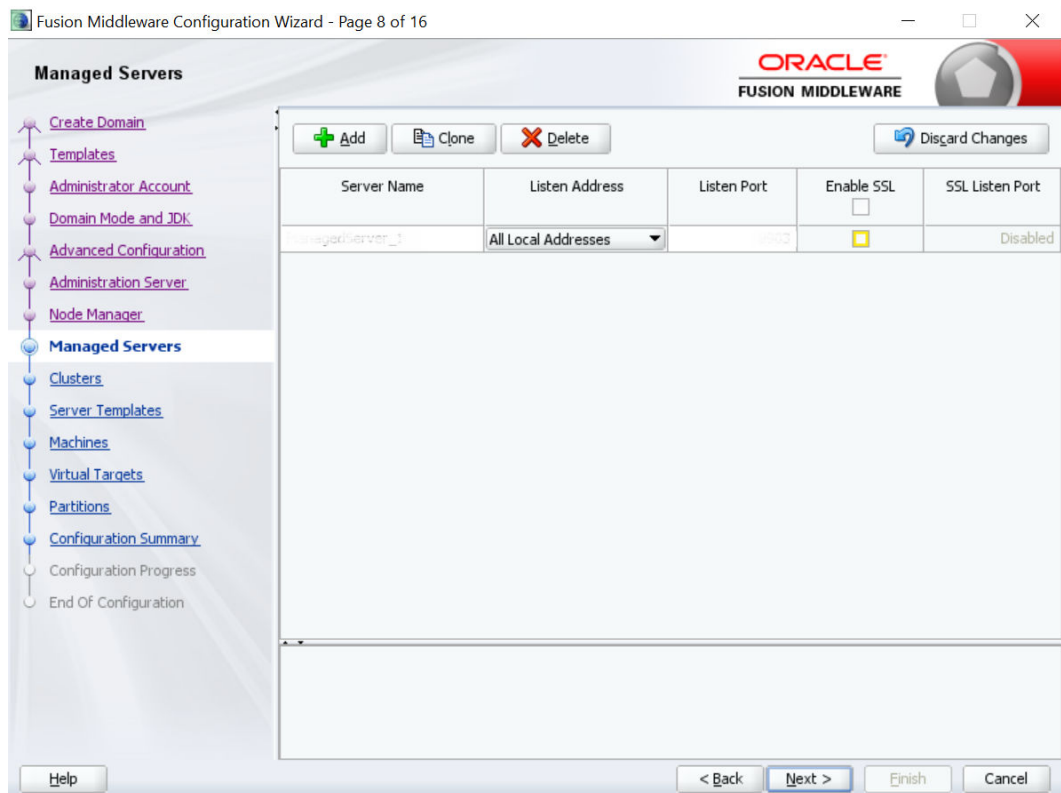 Fusion Middleware Configuration Wizard - Page 8 of 16
Managed Servers
ORACLE
FUSION MIDDLEWARE
Create Domain
Templates
Administrator Account
Domain Mode and JDK
Advanced Configuration
Administration Server
Node Manager
Managed Servers
Clusters
Server Templates
Machines
Virtual Targets
Partitions
Configuration Summary
Configuration Progress
End Of Configuration
Add Clone Delete Discard Changes
Server Name Listen Address Listen Port Enable SSL SSL Listen Port
All Local Addresses Disabled
Help < Back Next > Finish Cancel